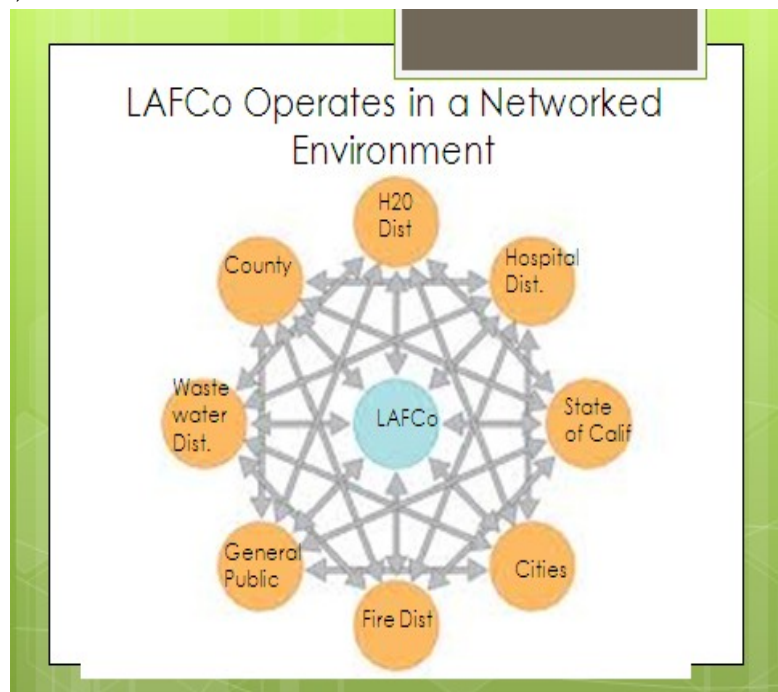 LAFCo Operates in a Networked
Environment
H20
Dist
County
Hospital
Dist.
Waste
water
Dist.
LAFCo
State
of Calif
General
Public
Cities
Fire Dist